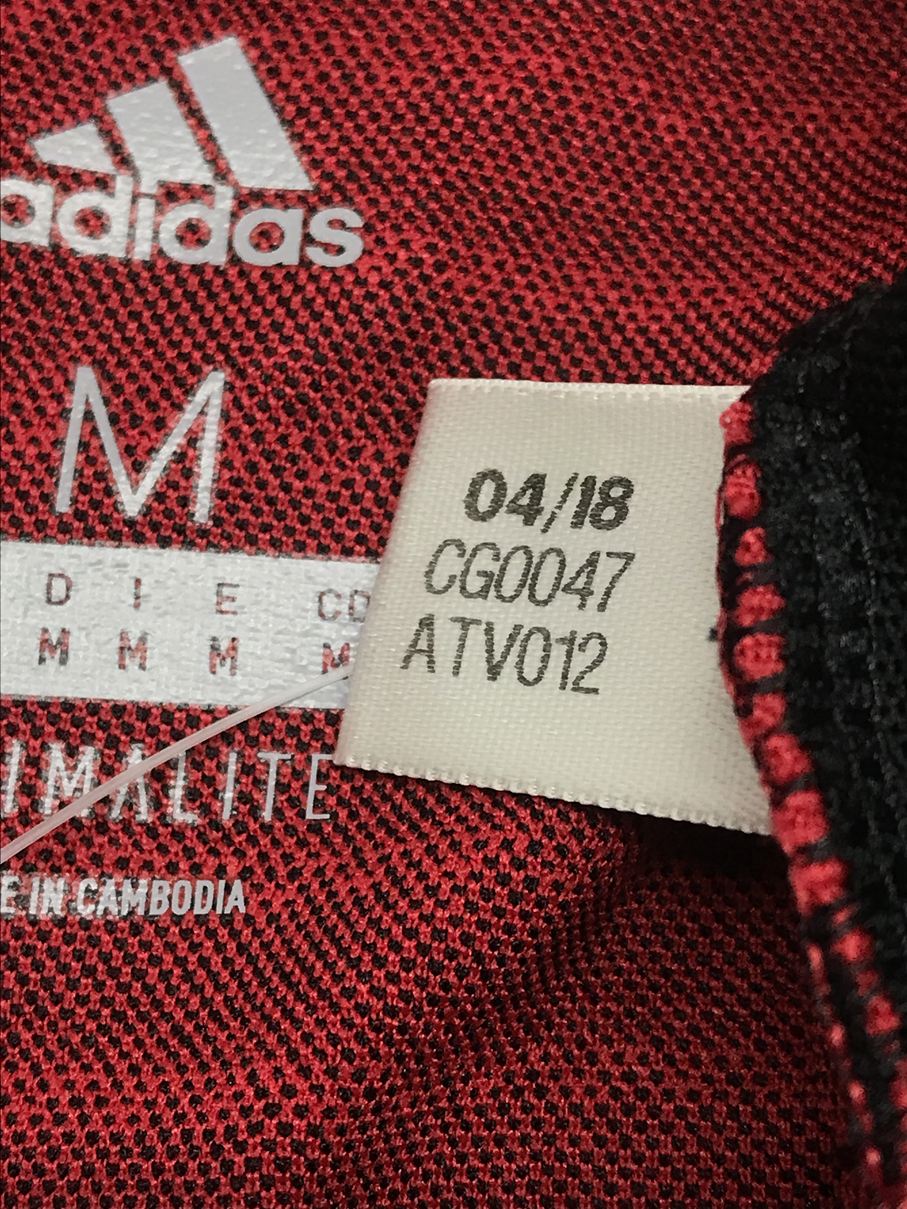 adidas
M
04/18
CG0047
ATV012
D I E CD
M M M M
IMALITE
E IN CAMBODIA